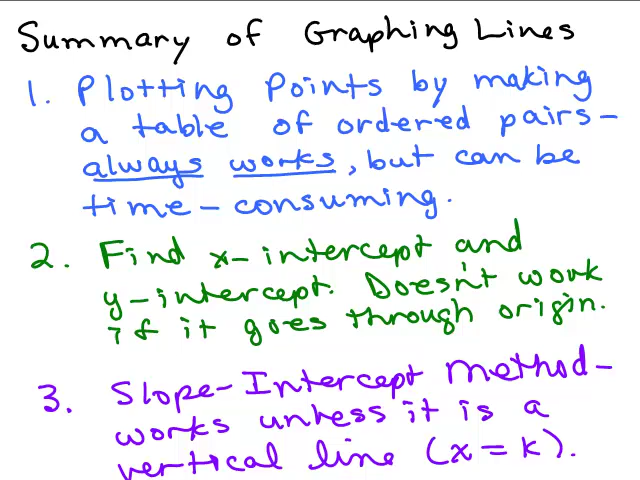 Summary of Graphing Lines
1. Plotting Points by making
a table of ordered pairs-
always works, but can be
time-consuming.
2. Find x-intercept and
y-intercept. Doesn't work
if it goes through origin.
3. Slope-Intercept Method-
works unless it is a
vertical line (x=k).